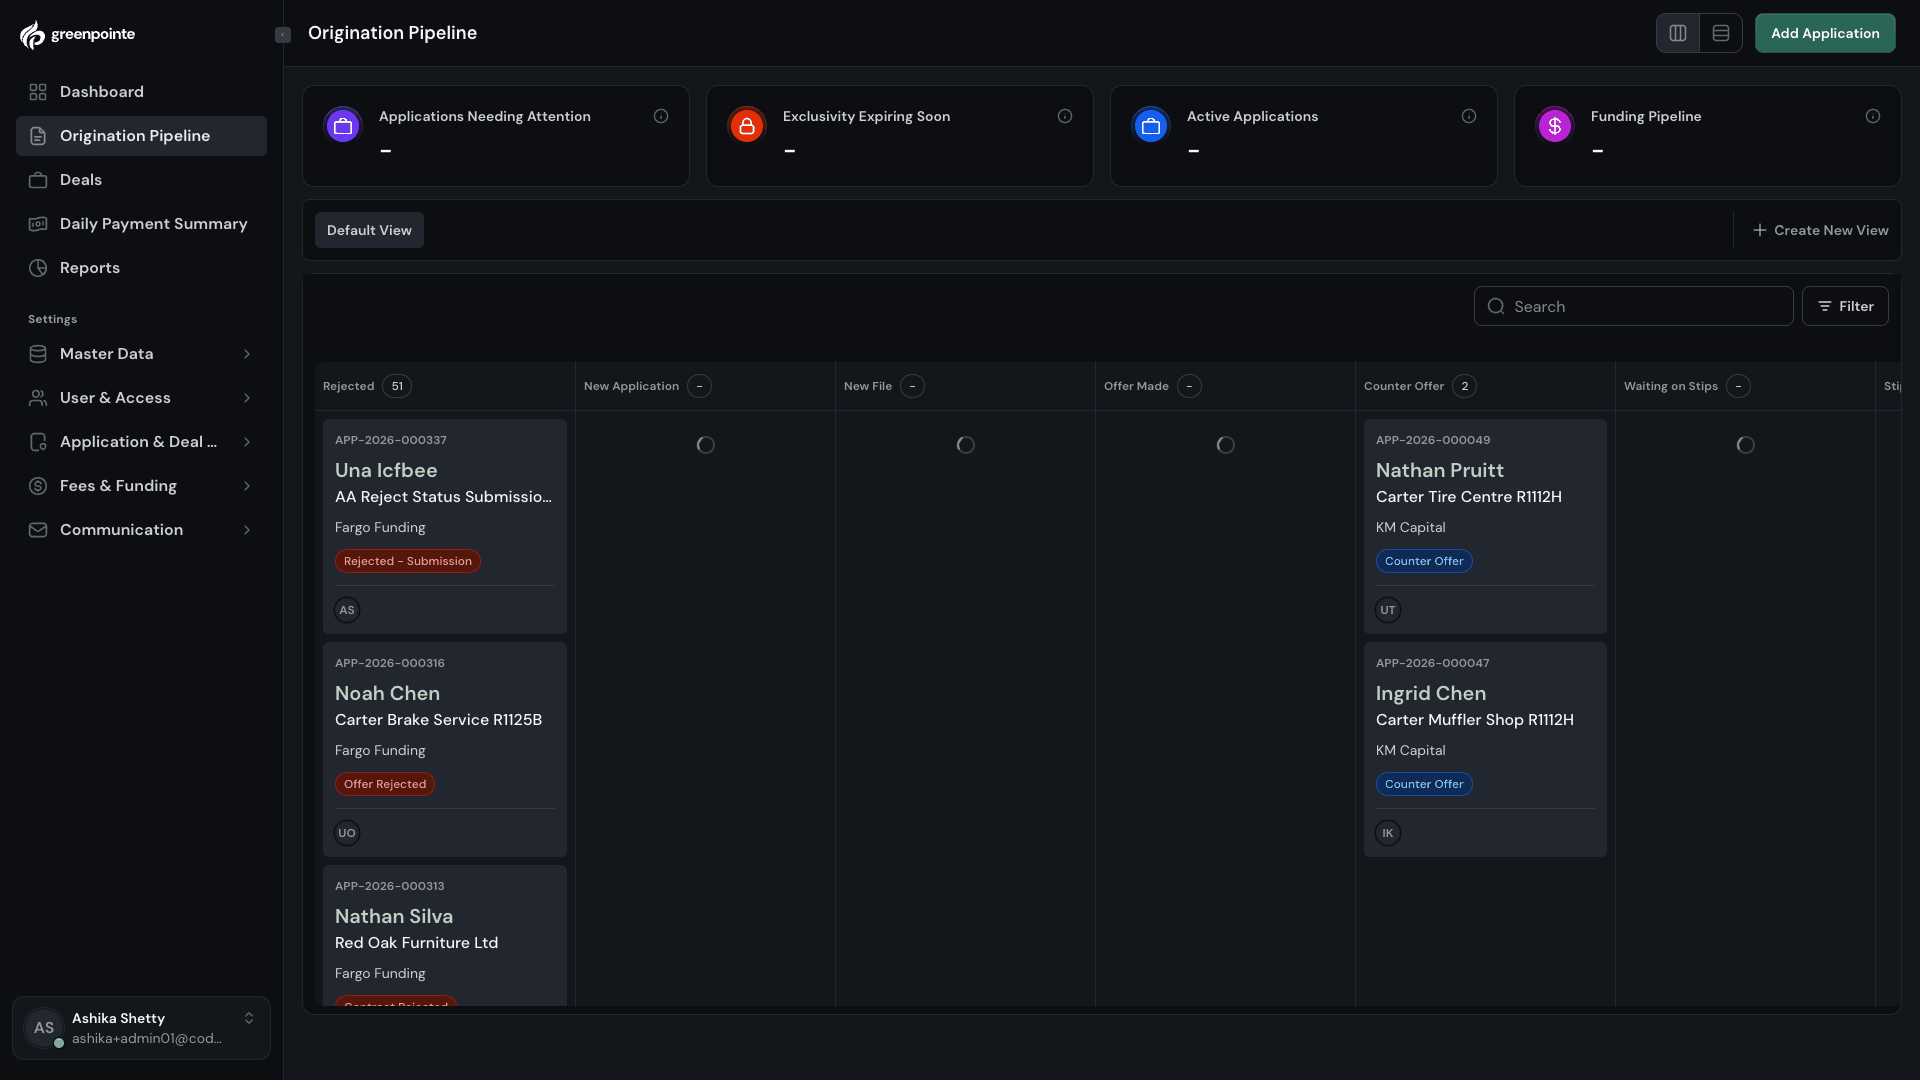 greenpointe
Dashboard
Origination Pipeline
Deals
Daily Payment Summary
Reports
Settings
Master Data
User & Access
Application & Deal ...
Fees & Funding
Communication
AS
Ashika Shetty
ashika+admin01@cod...
Origination Pipeline
Add Application
Applications Needing Attention
–
Exclusivity Expiring Soon
–
Active Applications
–
Funding Pipeline
–
Default View
Create New View
Search
Filter
Rejected 51
New Application -
New File -
Offer Made -
Counter Offer 2
Waiting on Stips -
APP-2026-000337
Una Icfbee
AA Reject Status Submissio...
Fargo Funding
Rejected - Submission
AS
APP-2026-000316
Noah Chen
Carter Brake Service R1125B
Fargo Funding
Offer Rejected
UO
APP-2026-000313
Nathan Silva
Red Oak Furniture Ltd
Fargo Funding
Contract Rejected
APP-2026-000049
Nathan Pruitt
Carter Tire Centre R1112H
KM Capital
Counter Offer
UT
APP-2026-000047
Ingrid Chen
Carter Muffler Shop R1112H
KM Capital
Counter Offer
IK